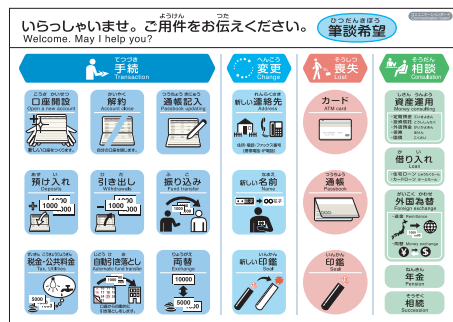 いらっしゃいませ。ご用件をお伝えください。
Welcome. May I help you?
筆談希望
手続
Transaction
変更
Change
喪失
Lost
相談
Consultation
口座開設
Open a new account
解約
Account close
通帳記入
Passbook updating
預け入れ
Deposits
引き出し
Withdrawals
振り込み
Fund transfer
税金・公共料金
Tax, Utilities
自動引き落とし
Automatic fund transfer
両替
Exchange
10000
5000
新しい連絡先
Address
新しい名前
Name
新しい印鑑
Seal
カード
ATM card
通帳
Passbook
印鑑
Seal
資産運用
Money consulting
借り入れ
Loan
外国為替
Foreign exchange
年金
Pension
相続
Succession